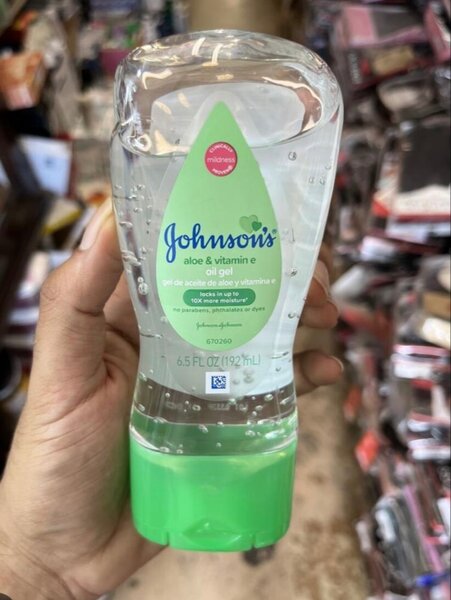 CLINICALLY
mildness
PROVEN
Johnson's
aloe & vitamin e
oil gel
gel de aceite de aloe y vitamina e
locks in up to
10X more moisture*
no parabens, phthalates or dyes
Johnson & Johnson
670260
6.5 FL OZ (192 mL)